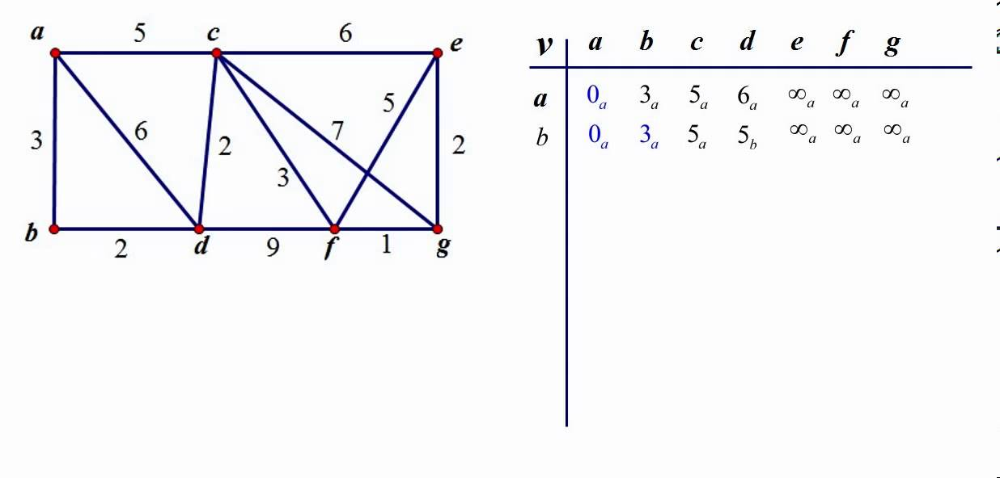 a 5 c 6 e
3 6 2 3 7 5 2
b 2 d 9 f 1 g
v a b c d e f g
a 0a 3a 5a 6a ∞a ∞a ∞a
b 0a 3a 5a 5b ∞a ∞a ∞a